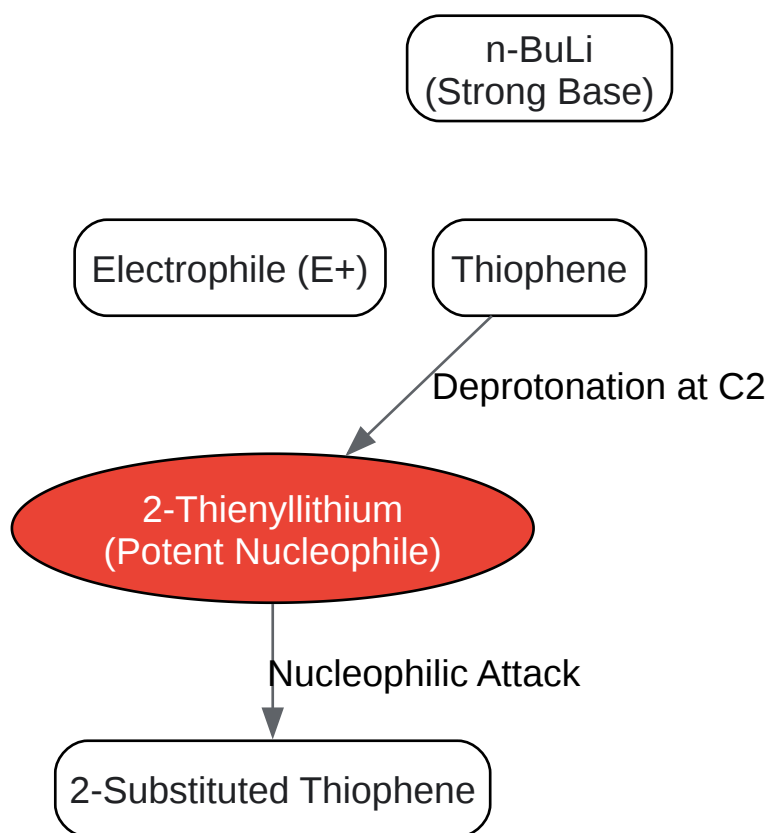 n-BuLi
(Strong Base)
Electrophile (E+)
Thiophene
Deprotonation at C2
2-Thienyllithium
(Potent Nucleophile)
Nucleophilic Attack
2-Substituted Thiophene